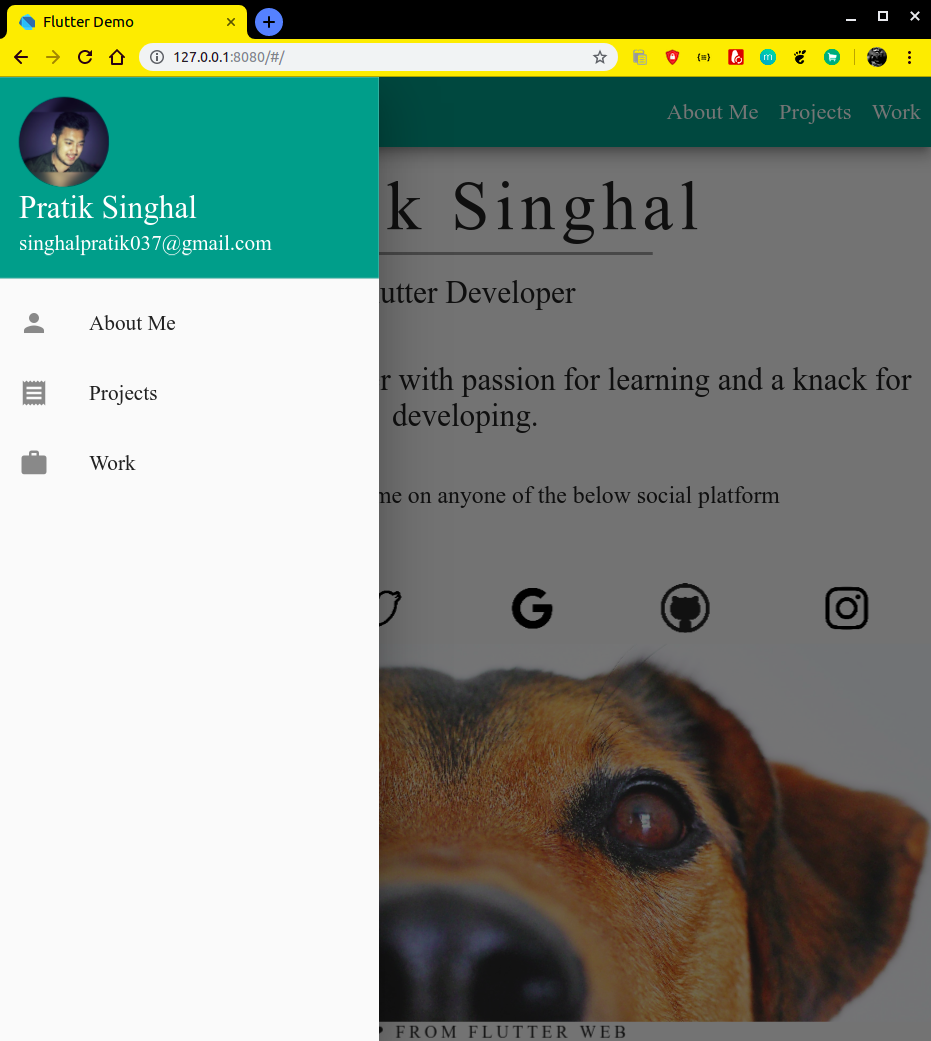 Flutter Demo
127.0.0.1:8080/#/
About Me Projects Work
Pratik Singhal
singhalpratik037@gmail.com
About Me
Projects
Work
k Singhal
utter Developer
r with passion for learning and a knack for
developing.
me on anyone of the below social platform
FROM FLUTTER WEB